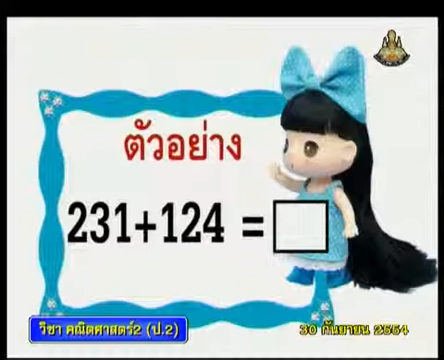 ตัวอย่าง
231+124 =
วิชา คณิตศาสตร์2 (ป.2)
30 กันยายน 2554